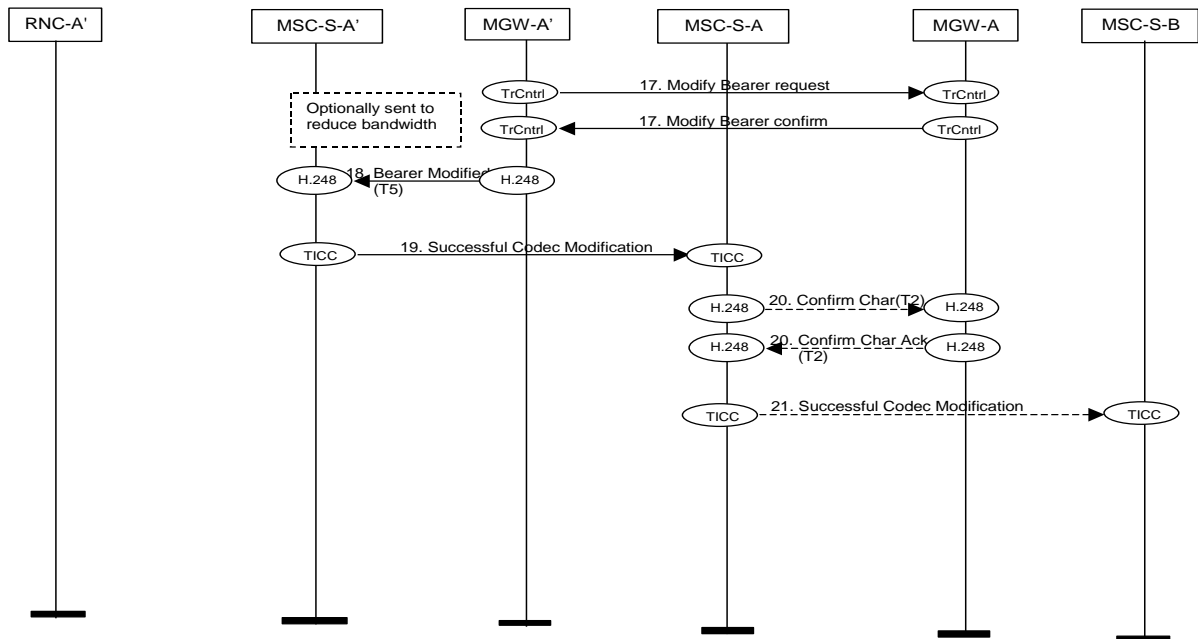 RNC-A'
MSC-S-A’
MGW-A’
MSC-S-A
MGW-A
MSC-S-B
TrCntrl
17. Modify Bearer request
TrCntrl
Optionally sent to
reduce bandwidth
TrCntrl
17. Modify Bearer confirm
TrCntrl
H.248
18. Bearer Modified
(T5)
H.248
TICC
19. Successful Codec Modification
TICC
H.248
20. Confirm Char(T2)
H.248
H.248
20. Confirm Char Ack
(T2)
H.248
TICC
21. Successful Codec Modification
TICC